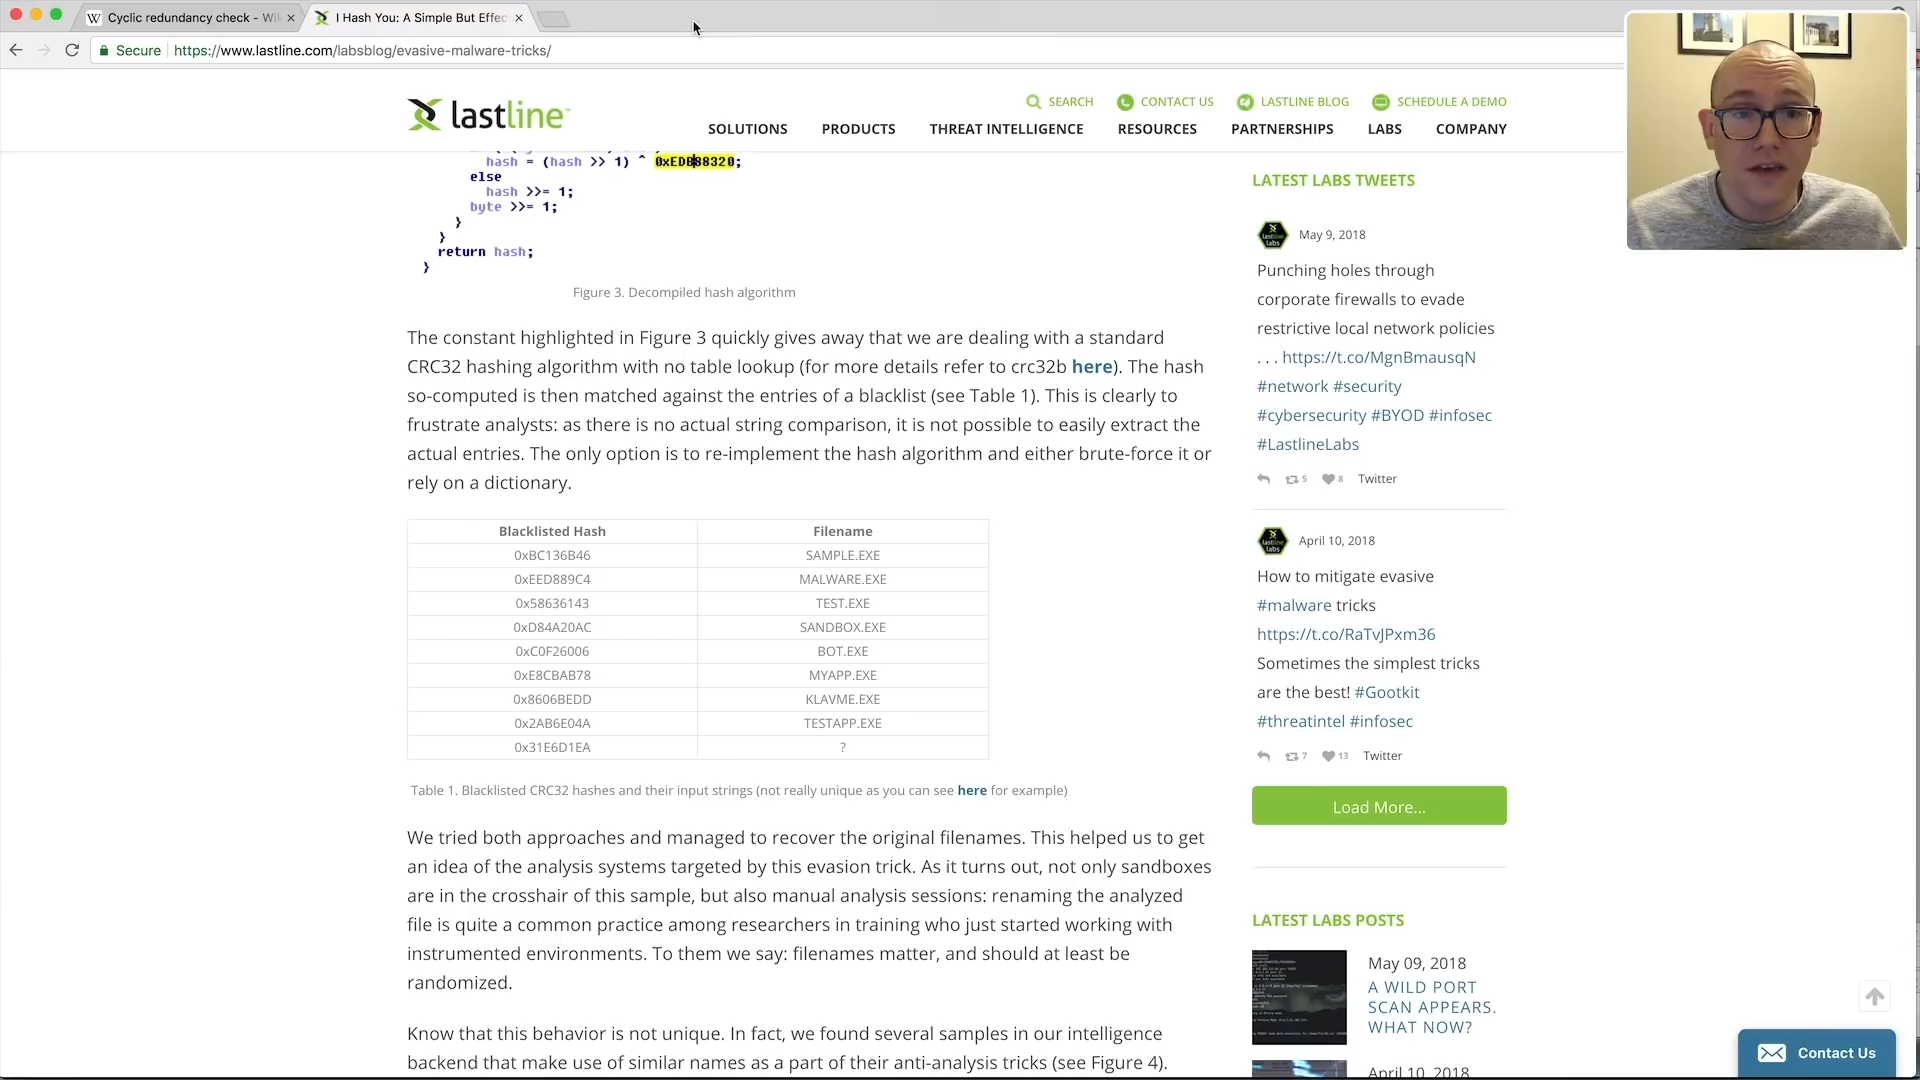 Cyclic redundancy check - Wi
I Hash You: A Simple But Effec
Secure
https://www.lastline.com/labsblog/evasive-malware-tricks/
lastline
SEARCH
CONTACT US
LASTLINE BLOG
SCHEDULE A DEMO
SOLUTIONS
PRODUCTS
THREAT INTELLIGENCE
RESOURCES
PARTNERSHIPS
LABS
COMPANY
hash = (hash >> 1) ^ 0xEDB88320;
else
hash >>= 1;
byte >>= 1;
}
}
return hash;
}
Figure 3. Decompiled hash algorithm
The constant highlighted in Figure 3 quickly gives away that we are dealing with a standard
CRC32 hashing algorithm with no table lookup (for more details refer to crc32b here). The hash
so-computed is then matched against the entries of a blacklist (see Table 1). This is clearly to
frustrate analysts: as there is no actual string comparison, it is not possible to easily extract the
actual entries. The only option is to re-implement the hash algorithm and either brute-force it or
rely on a dictionary.
Blacklisted Hash Filename
0xBC136B46 SAMPLE.EXE
0xEED889C4 MALWARE.EXE
0x58636143 TEST.EXE
0xD84A20AC SANDBOX.EXE
0xC0F26006 BOT.EXE
0xE8CBAB78 MYAPP.EXE
0x8606BEDD KLAVME.EXE
0x2AB6E04A TESTAPP.EXE
0x31E6D1EA ?
Table 1. Blacklisted CRC32 hashes and their input strings (not really unique as you can see here for example)
We tried both approaches and managed to recover the original filenames. This helped us to get
an idea of the analysis systems targeted by this evasion trick. As it turns out, not only sandboxes
are in the crosshair of this sample, but also manual analysis sessions: renaming the analyzed
file is quite a common practice among researchers in training who just started working with
instrumented environments. To them we say: filenames matter, and should at least be
randomized.
Know that this behavior is not unique. In fact, we found several samples in our intelligence
backend that make use of similar names as a part of their anti-analysis tricks (see Figure 4).
LATEST LABS TWEETS
May 9, 2018
Punching holes through
corporate firewalls to evade
restrictive local network policies
. . . https://t.co/MgnBmausqN
#network #security
#cybersecurity #BYOD #infosec
#LastlineLabs
5 8 Twitter
April 10, 2018
How to mitigate evasive
#malware tricks
https://t.co/RaTvJPxm36
Sometimes the simplest tricks
are the best! #Gootkit
#threatintel #infosec
7 13 Twitter
Load More...
LATEST LABS POSTS
May 09, 2018
A WILD PORT
SCAN APPEARS.
WHAT NOW?
April 10, 2018
Contact Us